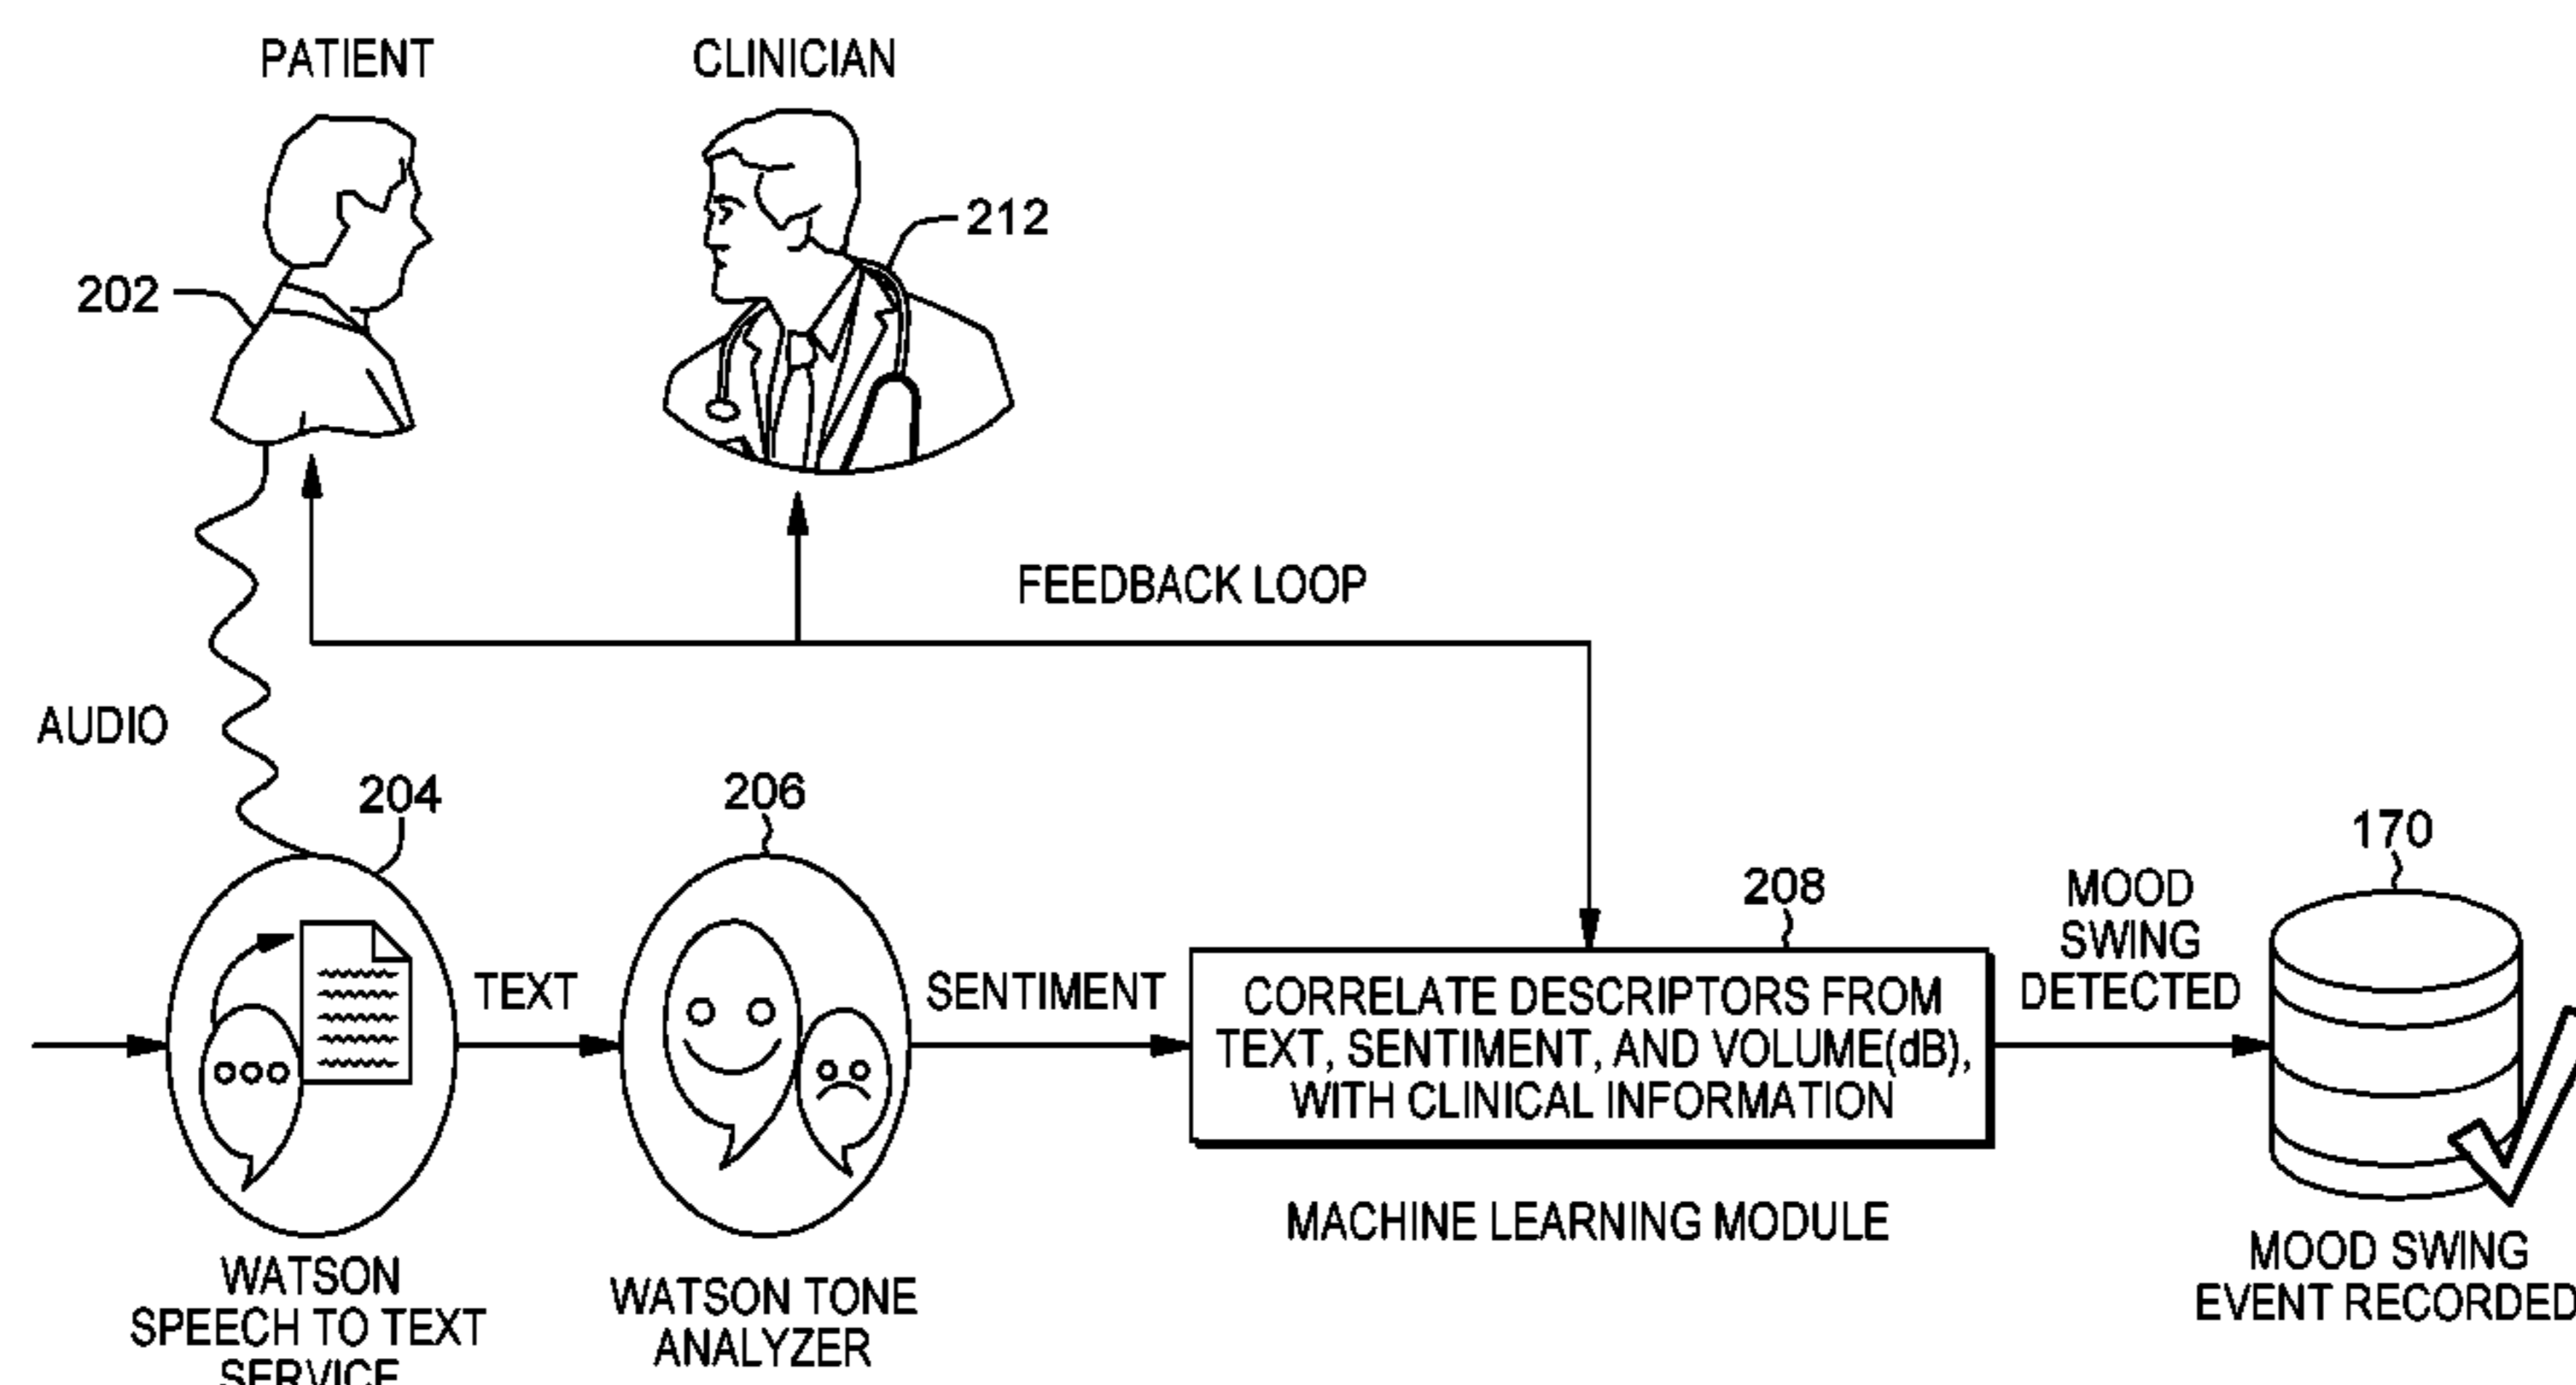 PATIENT
CLINICIAN
212
202
FEEDBACK LOOP
AUDIO
204
206
170
208
MOOD
SWING
DETECTED
TEXT
SENTIMENT
CORRELATE DESCRIPTORS FROM
TEXT, SENTIMENT, AND VOLUME(dB),
WITH CLINICAL INFORMATION
MACHINE LEARNING MODULE
MOOD SWING
EVENT RECORDED
WATSON
SPEECH TO TEXT
SERVICE
WATSON TONE
ANALYZER